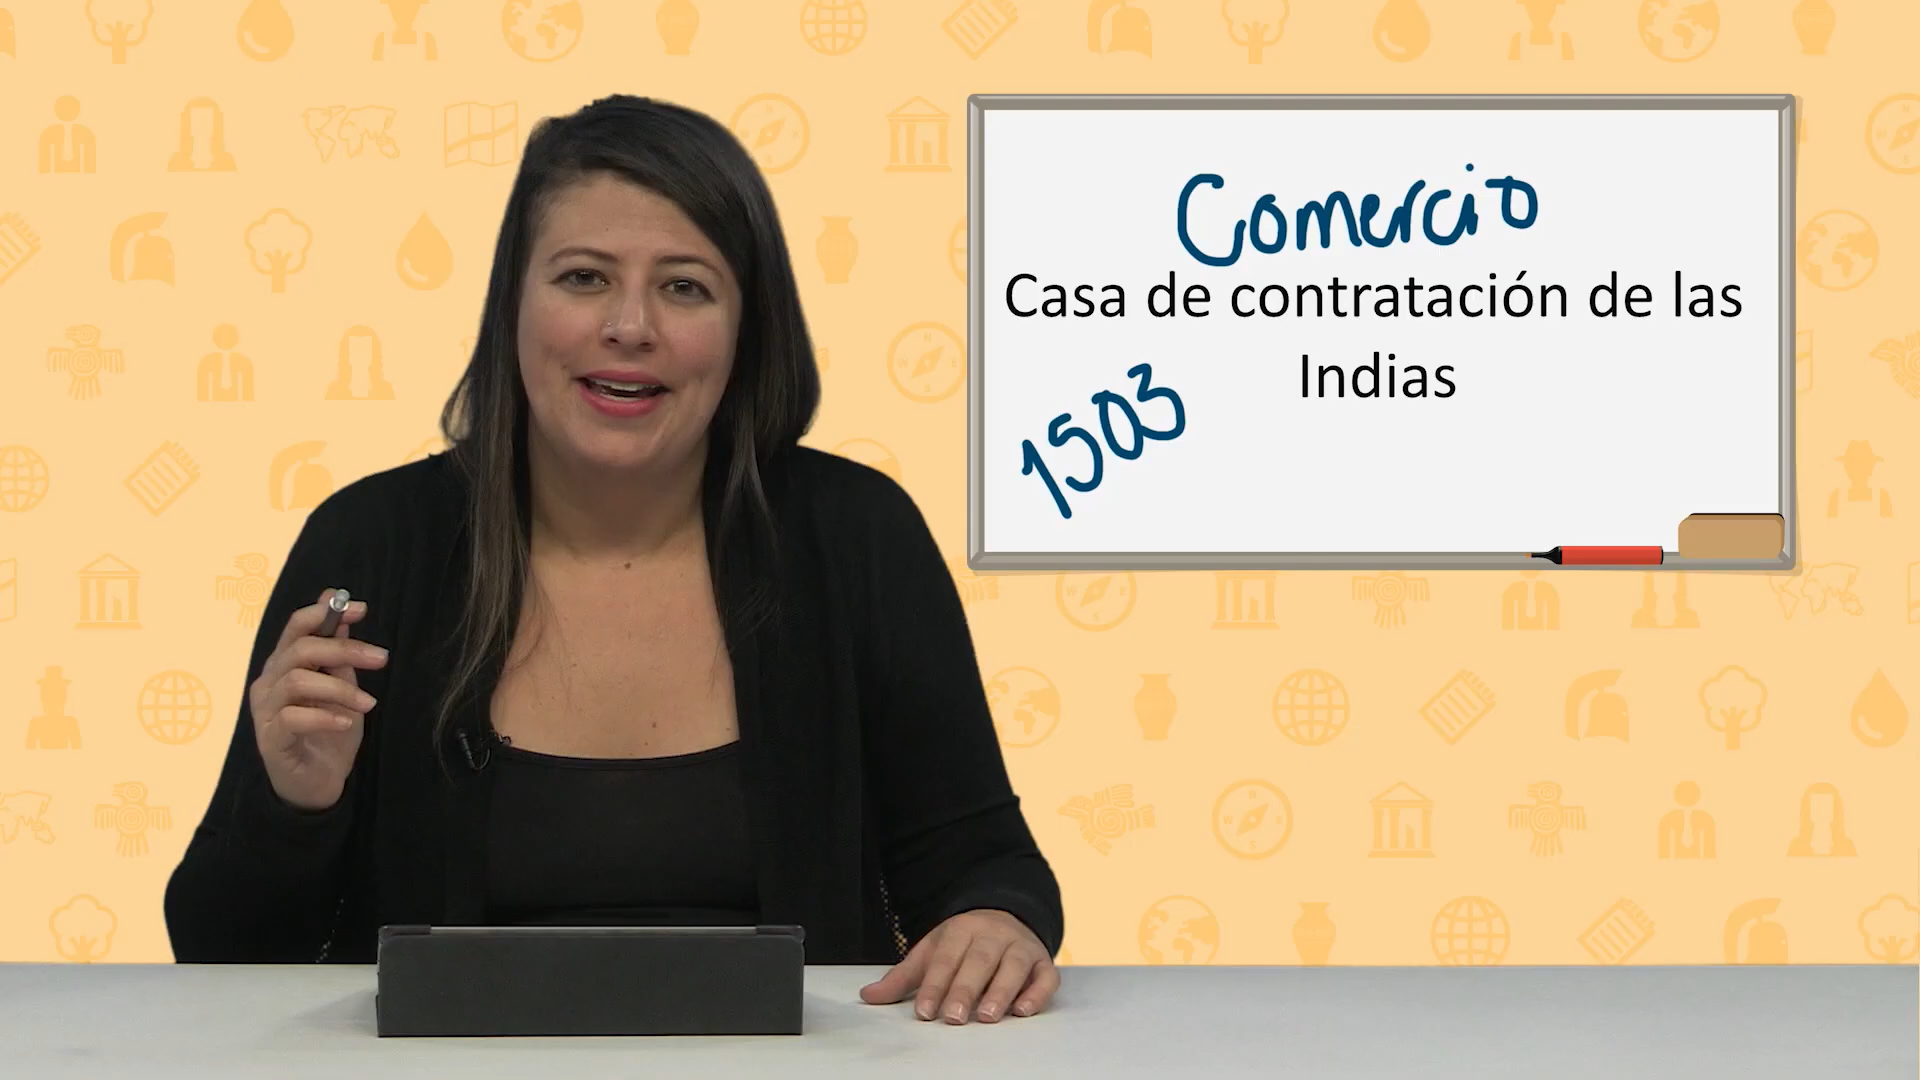 Comercio
Casa de contratación de las
Indias
1503